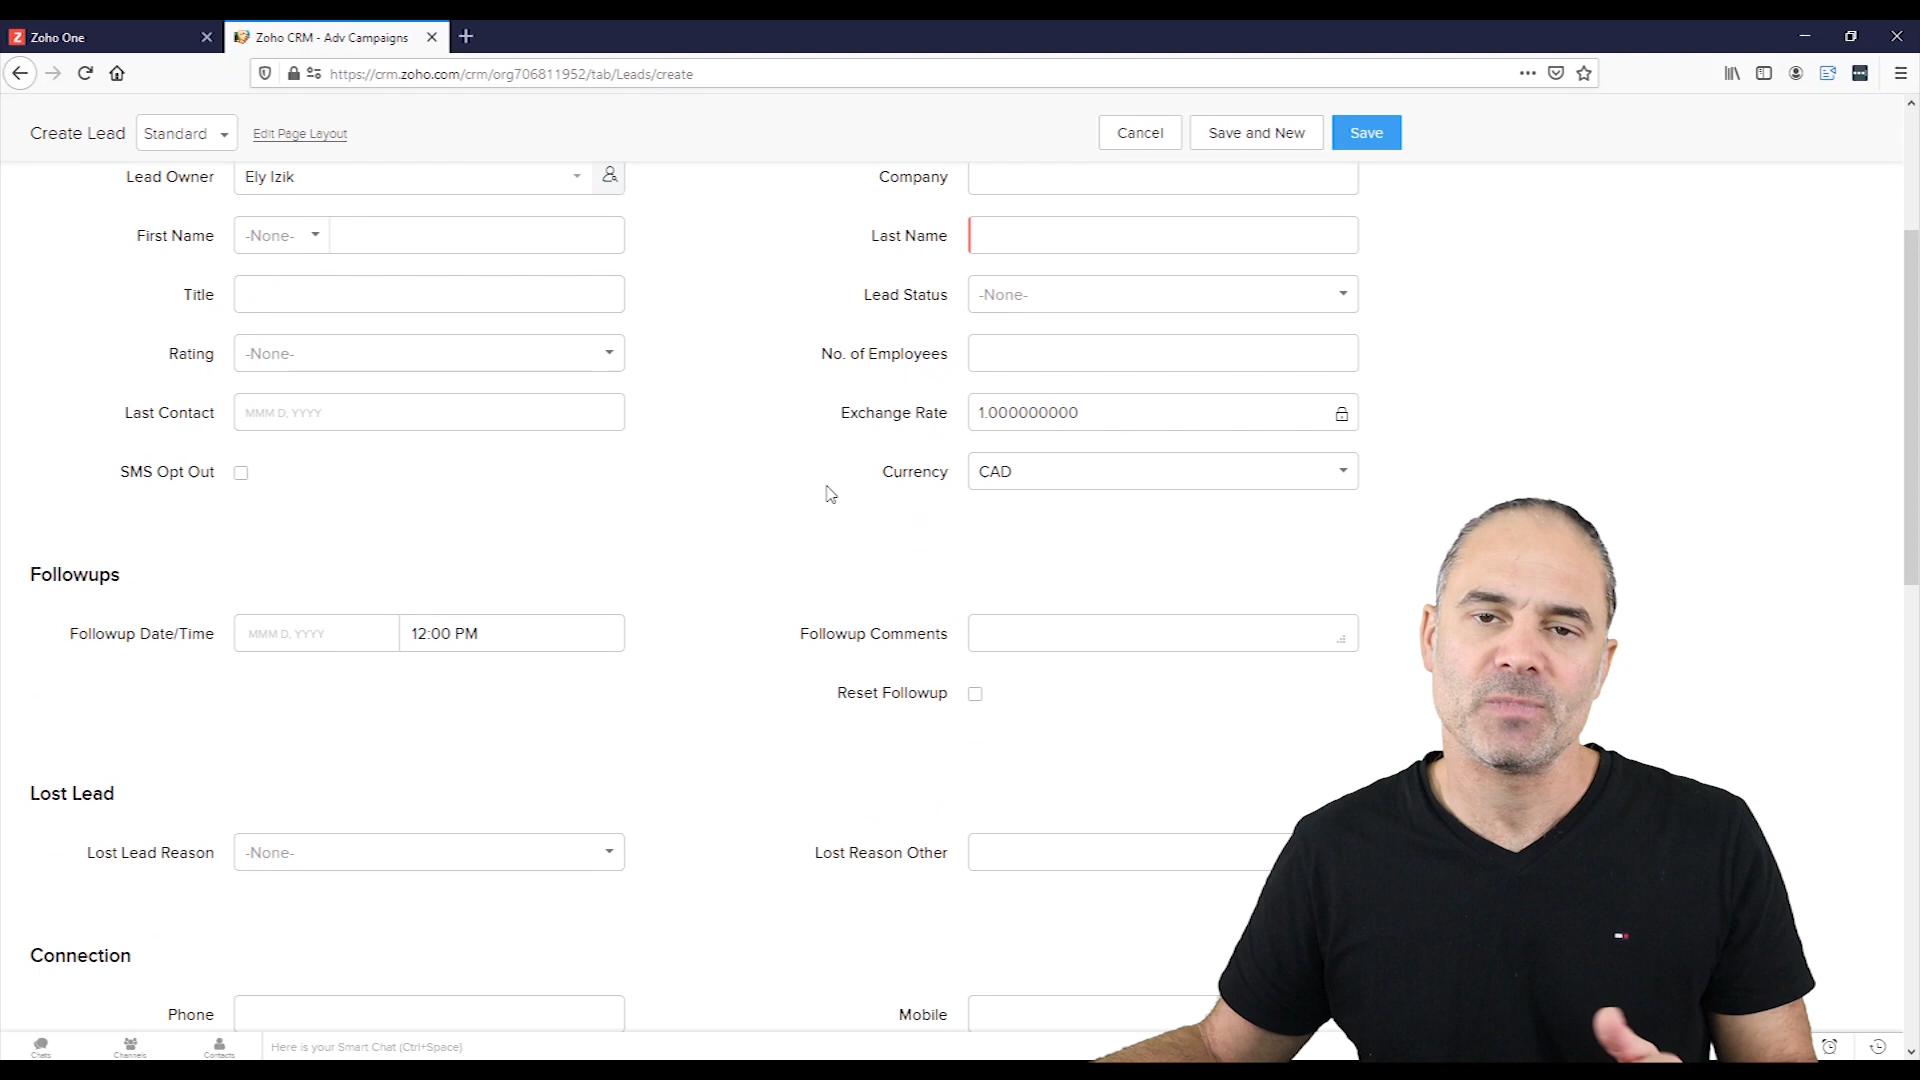 Zoho One
Zoho CRM - Adv Campaigns
https://crm.zoho.com/crm/org706811952/tab/Leads/create
Create Lead Standard Edit Page Layout Cancel Save and New Save
Lead Owner Ely Izik Company
First Name -None- Last Name
Title Lead Status -None-
Rating -None- No. of Employees
Last Contact MMM D, YYYY Exchange Rate 1.000000000
SMS Opt Out Currency CAD
Followups
Followup Date/Time MMM D, YYYY 12:00 PM Followup Comments
Reset Followup
Lost Lead
Lost Lead Reason -None- Lost Reason Other
Connection
Phone Mobile
Chats Channels Contacts Here is your Smart Chat (Ctrl+Space)